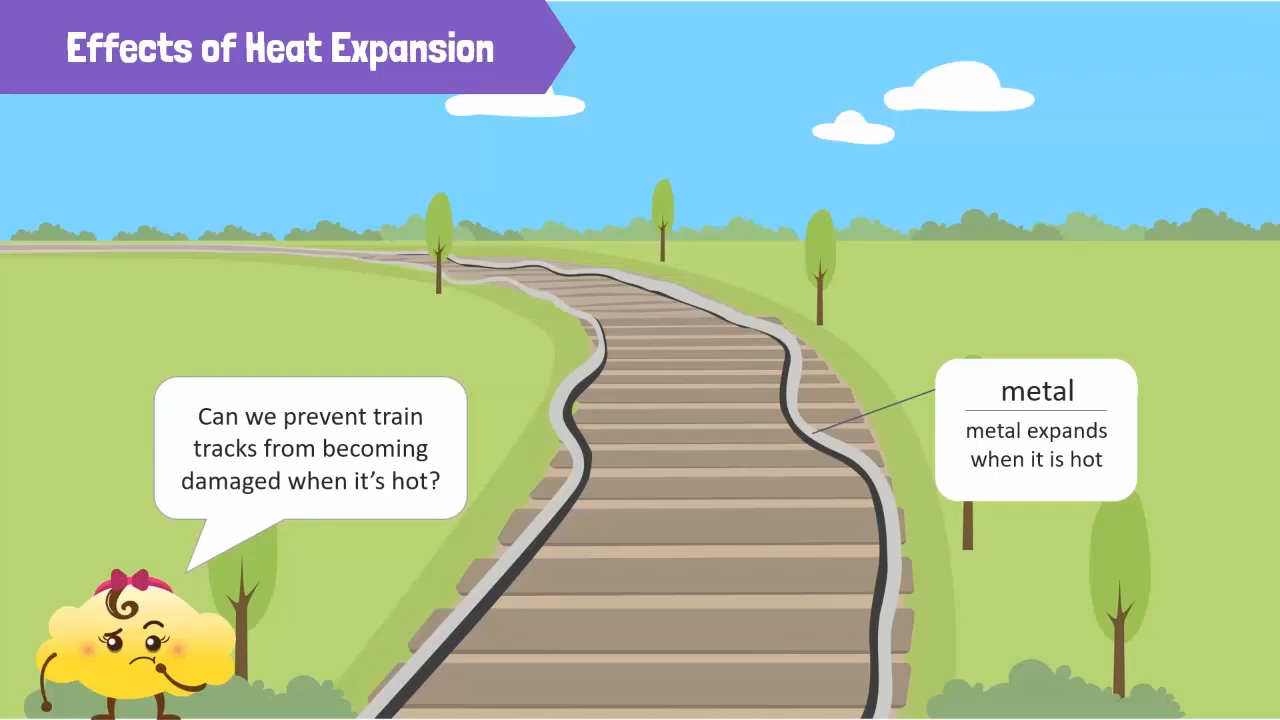 Effects of Heat Expansion
Can we prevent train
tracks from becoming
damaged when it's hot?
metal
metal expands
when it is hot